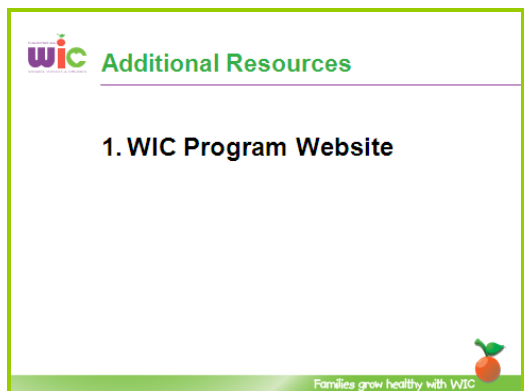 wic
Additional Resources
1. WIC Program Website
Families grow healthy with WIC